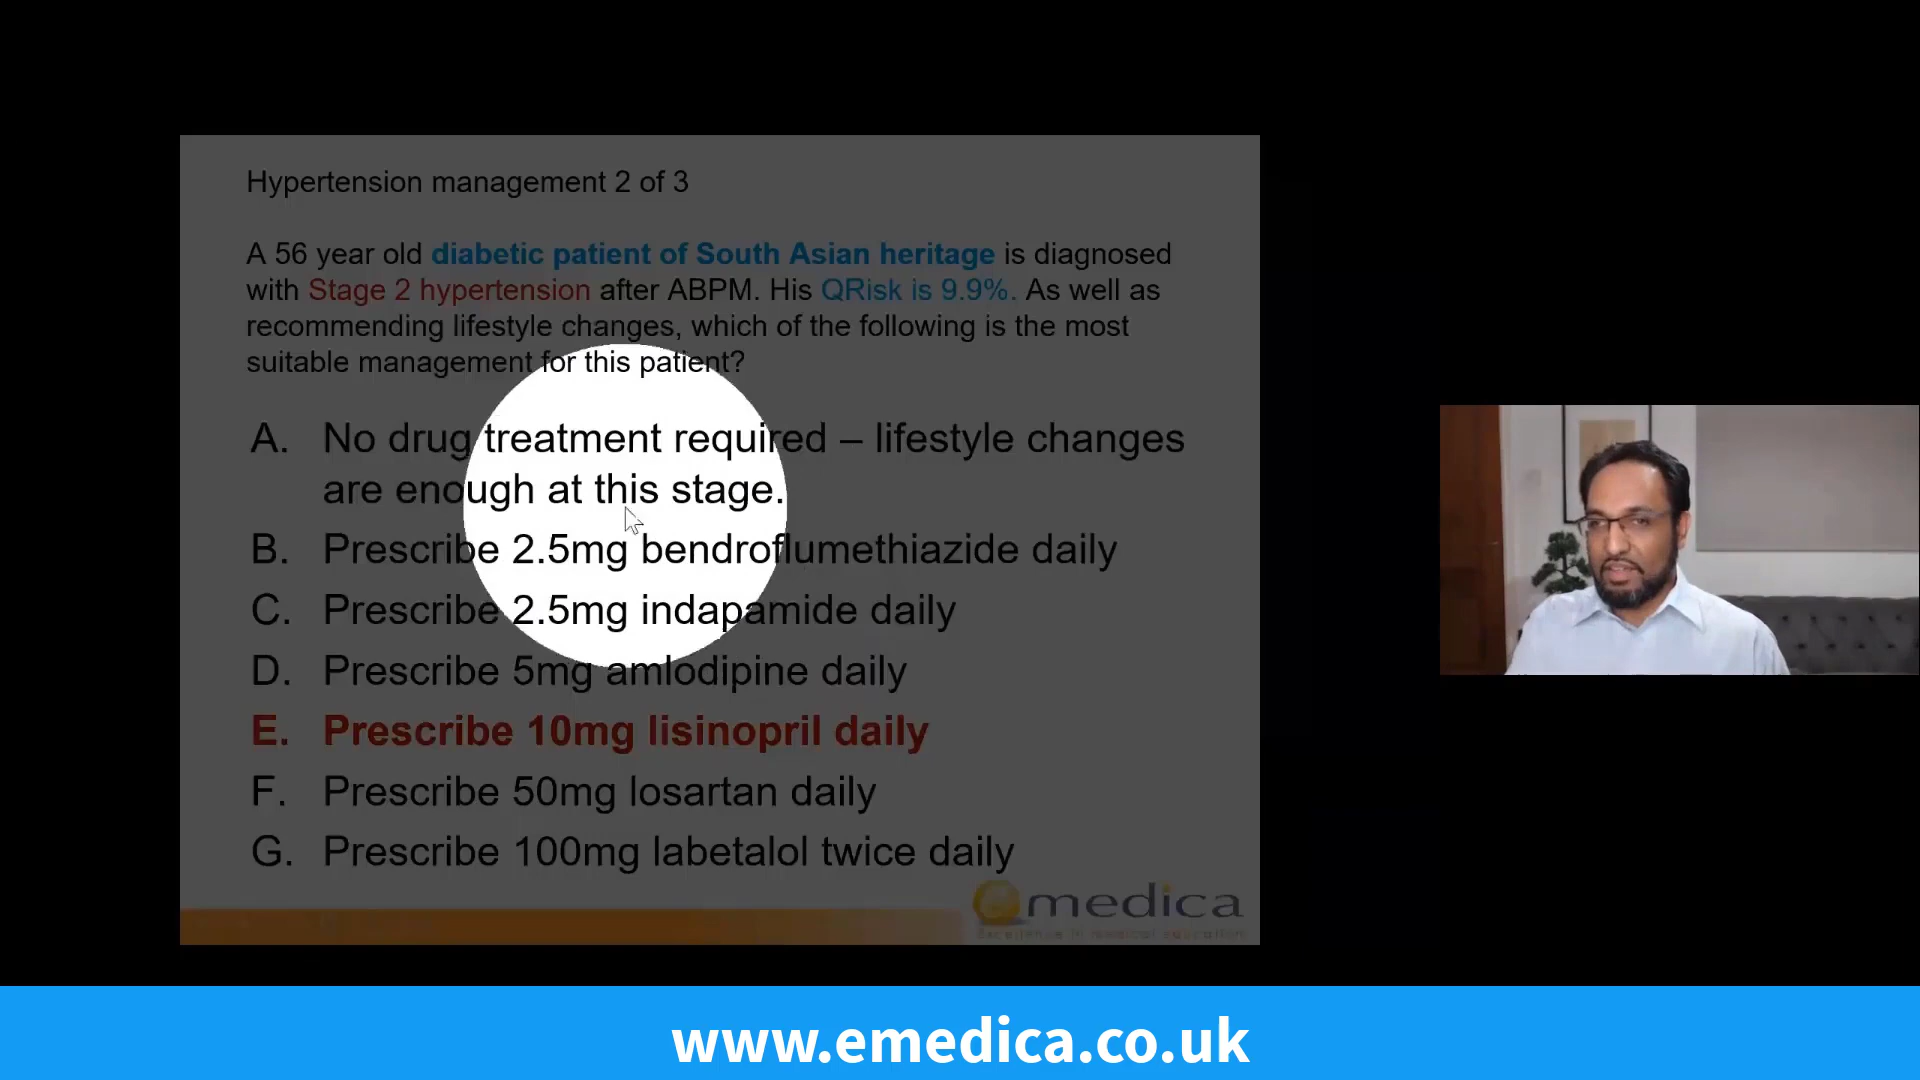 Hypertension management 2 of 3
A 56 year old diabetic patient of South Asian heritage is diagnosed
with Stage 2 hypertension after ABPM. His QRisk is 9.9%. As well as
recommending lifestyle changes, which of the following is the most
suitable management for this patient?
A. No drug treatment required – lifestyle changes
are enough at this stage.
B. Prescribe 2.5mg bendroflumethiazide daily
C. Prescribe 2.5mg indapamide daily
D. Prescribe 5mg amlodipine daily
E. Prescribe 10mg lisinopril daily
F. Prescribe 50mg losartan daily
G. Prescribe 100mg labetalol twice daily
emedica
Excellence in medical education
www.emedica.co.uk